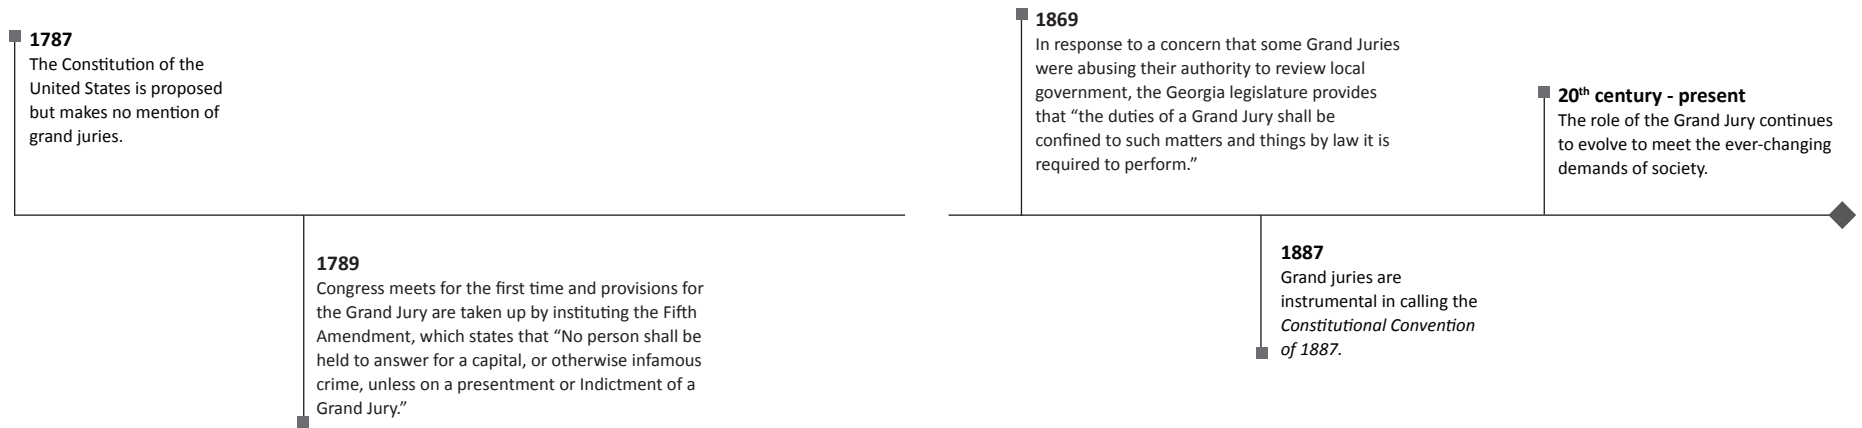 1787
The Constitution of the
United States is proposed
but makes no mention of
grand juries.
1789
Congress meets for the first time and provisions for
the Grand Jury are taken up by instituting the Fifth
Amendment, which states that “No person shall be
held to answer for a capital, or otherwise infamous
crime, unless on a presentment or Indictment of a
Grand Jury.”
1869
In response to a concern that some Grand Juries
were abusing their authority to review local
government, the Georgia legislature provides
that “the duties of a Grand Jury shall be
confined to such matters and things by law it is
required to perform.”
1887
Grand juries are
instrumental in calling the
Constitutional Convention
of 1887.
20th century - present
The role of the Grand Jury continues
to evolve to meet the ever-changing
demands of society.